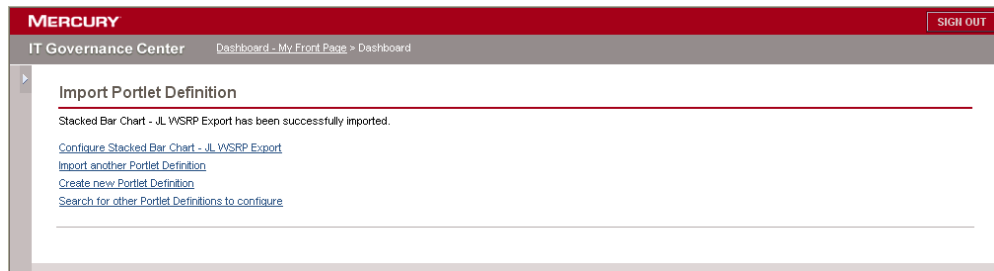 MERCURY
SIGN OUT
IT Governance Center
Dashboard - My Front Page > Dashboard
Import Portlet Definition
Stacked Bar Chart - JL WSRP Export has been successfully imported.
Configure Stacked Bar Chart - JL WSRP Export
Import another Portlet Definition
Create new Portlet Definition
Search for other Portlet Definitions to configure